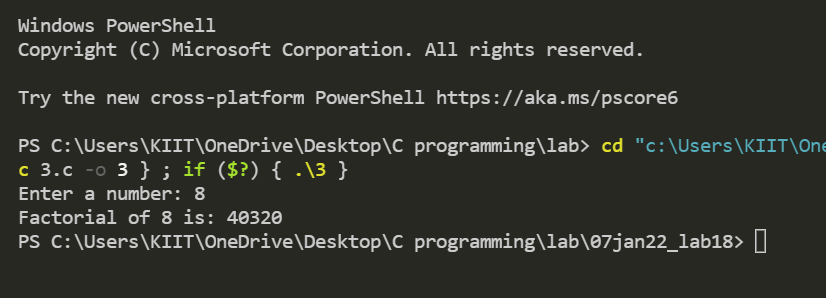 Windows PowerShell
Copyright (C) Microsoft Corporation. All rights reserved.
Try the new cross-platform PowerShell https://aka.ms/pscore6
PS C:\Users\KIIT\OneDrive\Desktop\C programming\lab> cd "c:\Users\KIIT\One
c 3.c -o 3 } ; if ($?) { .\3 }
Enter a number: 8
Factorial of 8 is: 40320
PS C:\Users\KIIT\OneDrive\Desktop\C programming\lab\07jan22_lab18>